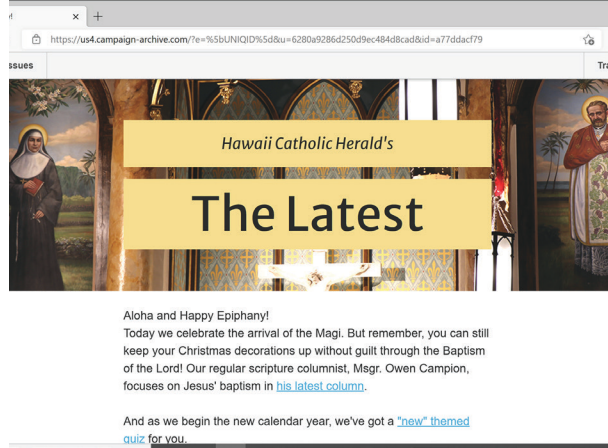 https://us4.campaign-archive.com/?e=%5bUNIQID%5d&u=6280a9286d250d9ec484d8cad&id=a77ddacf79
ssues
Tra
Hawaii Catholic Herald's
The Latest
Aloha and Happy Epiphany!
Today we celebrate the arrival of the Magi. But remember, you can still
keep your Christmas decorations up without guilt through the Baptism
of the Lord! Our regular scripture columnist, Msgr. Owen Campion,
focuses on Jesus' baptism in his latest column.
And as we begin the new calendar year, we've got a "new" themed
quiz for you.